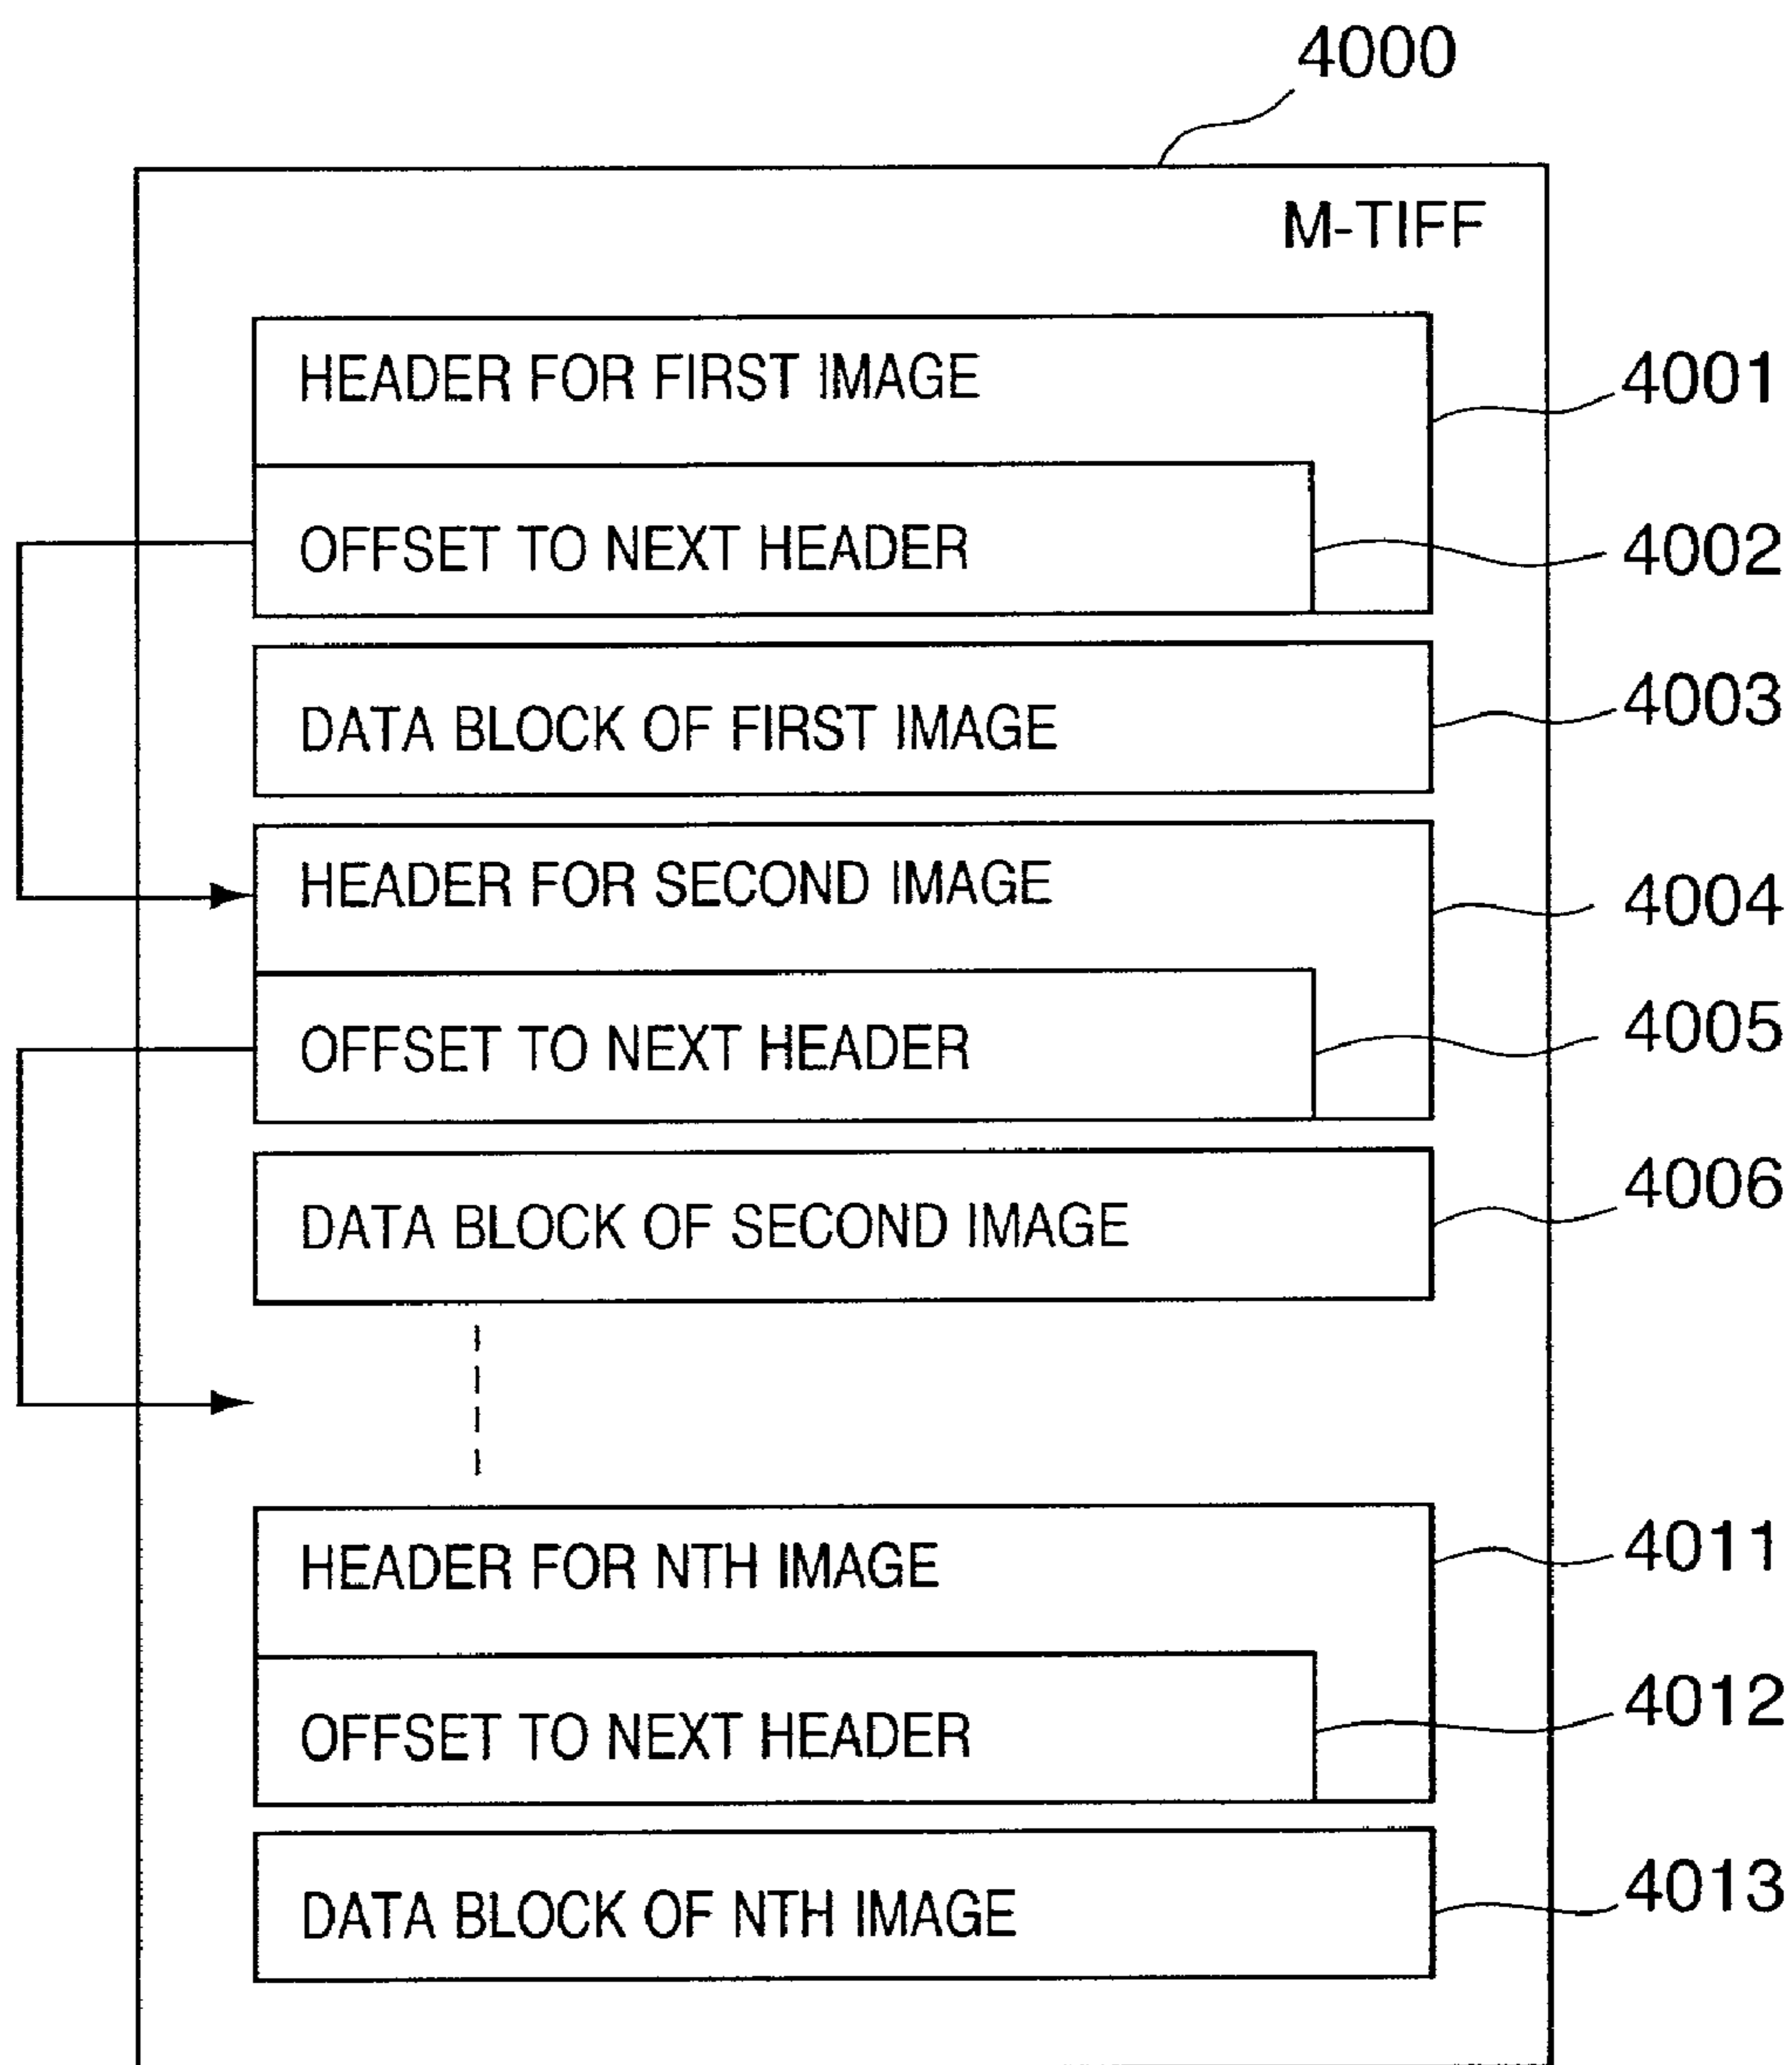 4000
M-TIFF
HEADER FOR FIRST IMAGE
4001
OFFSET TO NEXT HEADER
4002
DATA BLOCK OF FIRST IMAGE
4003
HEADER FOR SECOND IMAGE
4004
OFFSET TO NEXT HEADER
4005
DATA BLOCK OF SECOND IMAGE
4006
HEADER FOR NTH IMAGE
4011
OFFSET TO NEXT HEADER
4012
DATA BLOCK OF NTH IMAGE
4013